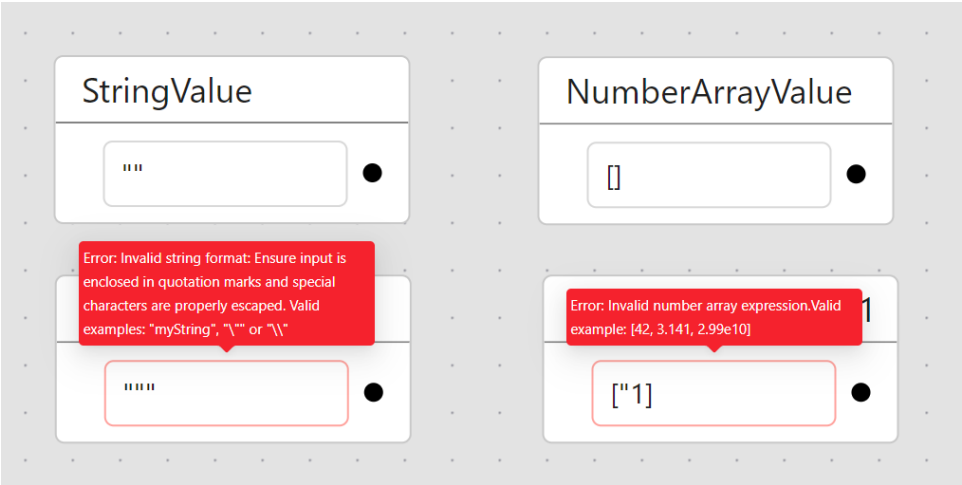 StringValue
""
NumberArrayValue
[]
Error: Invalid string format: Ensure input is
enclosed in quotation marks and special
characters are properly escaped. Valid
examples: "myString", "\"" or "\\"
"""
1
Error: Invalid number array expression.Valid
example: [42, 3.141, 2.99e10]
["1]